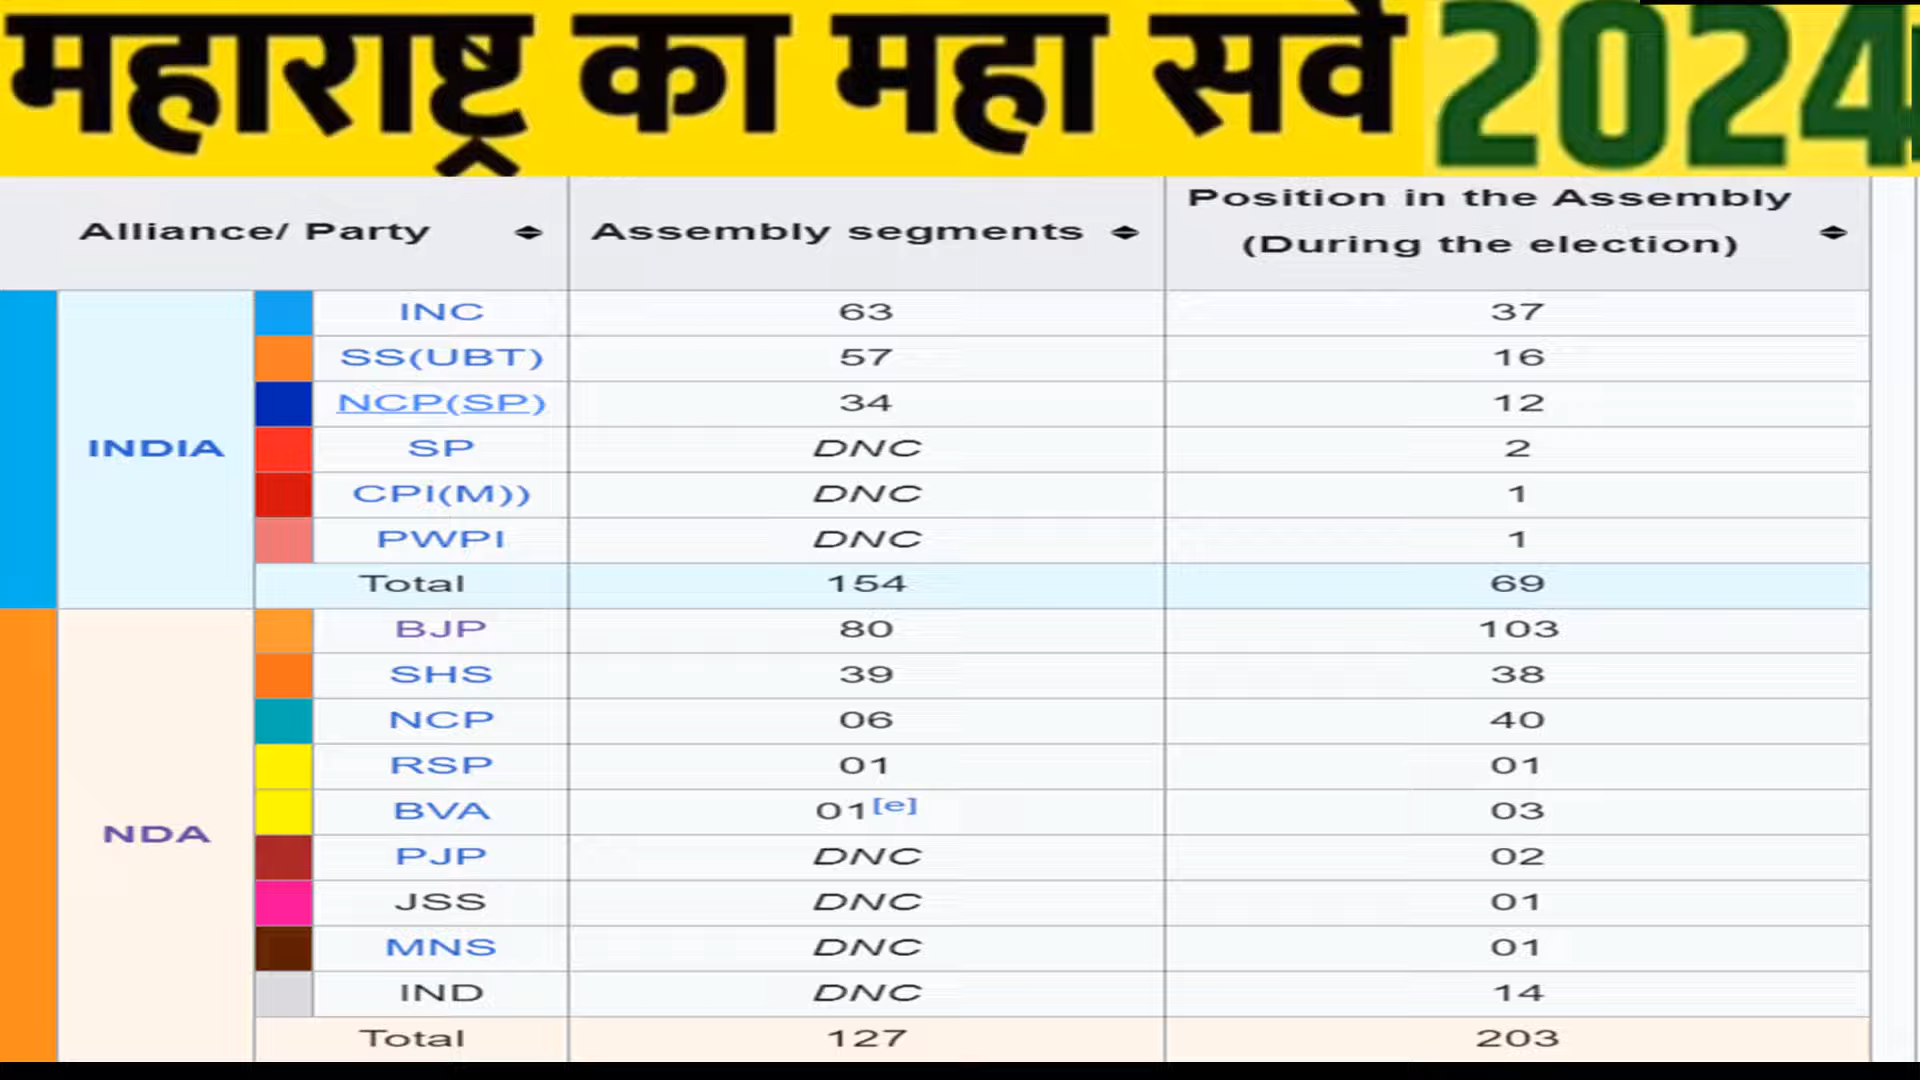 महाराष्ट्र का महा सर्वे 2024
Alliance/ Party Assembly segments Position in the Assembly
(During the election)
INDIA
INC 63 37
SS(UBT) 57 16
NCP(SP) 34 12
SP DNC 2
CPI(M)) DNC 1
PWPI DNC 1
Total 154 69
NDA
BJP 80 103
SHS 39 38
NCP 06 40
RSP 01 01
BVA 01[e] 03
PJP DNC 02
JSS DNC 01
MNS DNC 01
IND DNC 14
Total 127 203